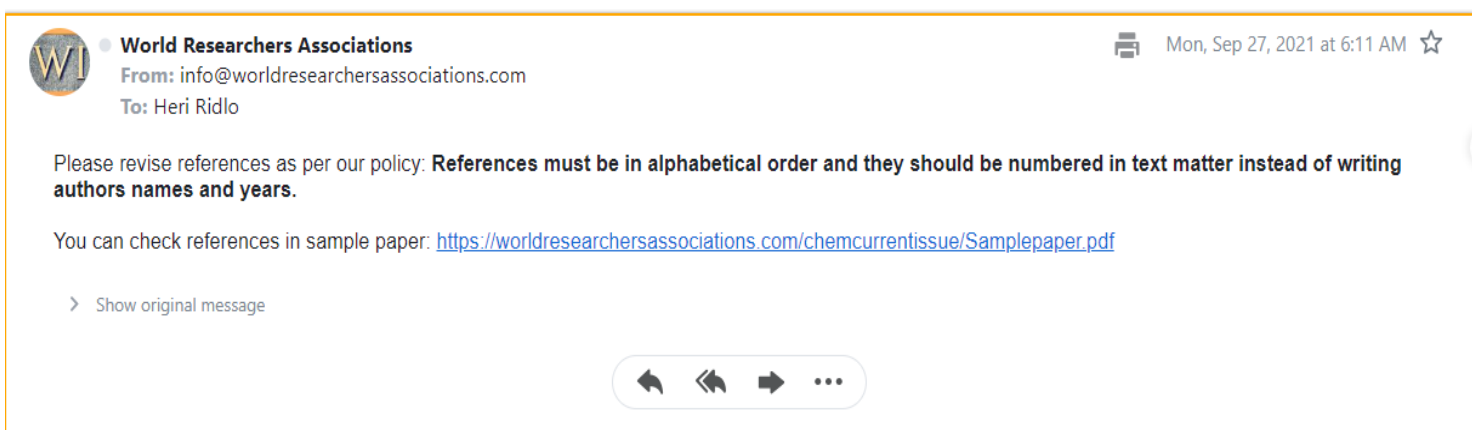 WI
World Researchers Associations
Mon, Sep 27, 2021 at 6:11 AM
From: info@worldresearchersassociations.com
To: Heri Ridlo
Please revise references as per our policy: References must be in alphabetical order and they should be numbered in text matter instead of writing
authors names and years.
You can check references in sample paper: https://worldresearchersassociations.com/chemcurrentissue/Samplepaper.pdf
Show original message